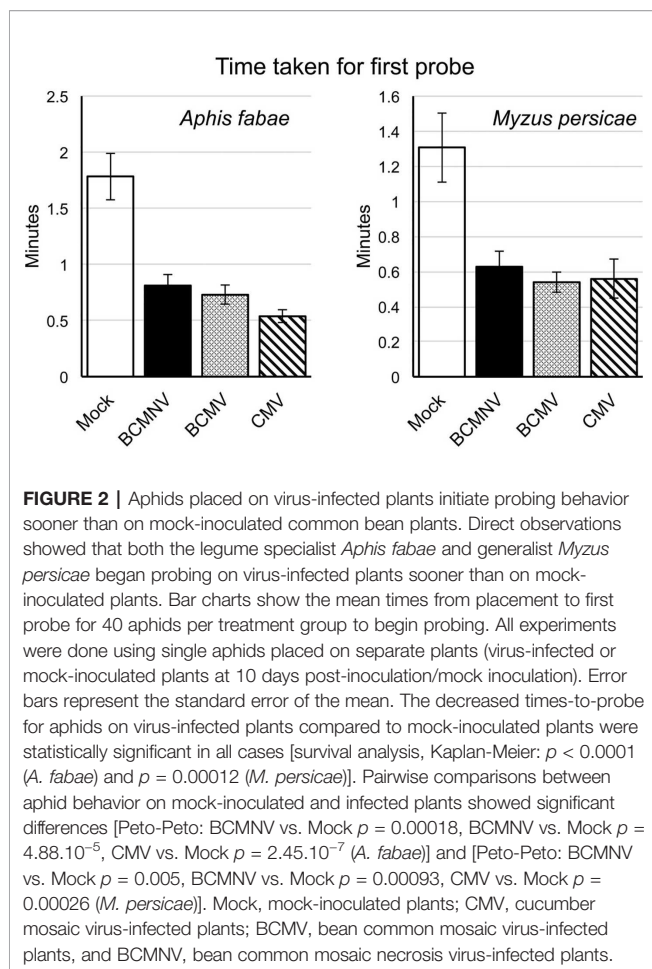 Time taken for first probe
2.5
2
1.5
1
0.5
0
Minutes
Aphis fabae
Mock
BCMNV
BCMV
CMV
1.6
1.4
1.2
1
0.8
0.6
0.4
0.2
0
Minutes
Myzus persicae
Mock
BCMNV
BCMV
CMV
FIGURE 2 | Aphids placed on virus-infected plants initiate probing behavior
sooner than on mock-inoculated common bean plants. Direct observations
showed that both the legume specialist Aphis fabae and generalist Myzus
persicae began probing on virus-infected plants sooner than on mock-
inoculated plants. Bar charts show the mean times from placement to first
probe for 40 aphids per treatment group to begin probing. All experiments
were done using single aphids placed on separate plants (virus-infected or
mock-inoculated plants at 10 days post-inoculation/mock inoculation). Error
bars represent the standard error of the mean. The decreased times-to-probe
for aphids on virus-infected plants compared to mock-inoculated plants were
statistically significant in all cases [survival analysis, Kaplan-Meier: p < 0.0001
(A. fabae) and p = 0.00012 (M. persicae)]. Pairwise comparisons between
aphid behavior on mock-inoculated and infected plants showed significant
differences [Peto-Peto: BCMNV vs. Mock p = 0.00018, BCMNV vs. Mock p =
4.88.10⁻⁵, CMV vs. Mock p = 2.45.10⁻⁷ (A. fabae)] and [Peto-Peto: BCMNV
vs. Mock p = 0.005, BCMNV vs. Mock p = 0.00093, CMV vs. Mock p =
0.00026 (M. persicae)]. Mock, mock-inoculated plants; CMV, cucumber
mosaic virus-infected plants; BCMV, bean common mosaic virus-infected
plants, and BCMNV, bean common mosaic necrosis virus-infected plants.